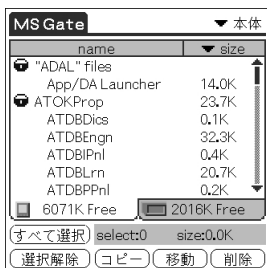 MS Gate ▼ 本体
name ▼ size
"ADAL" files
App/DA Launcher 14.0K
ATOKProp 23.7K
ATDBDics 0.1K
ATDBEngn 32.3K
ATDBIPnl 0.4K
ATDBLrn 20.7K
ATDBPPnl 0.2K
6071K Free 2016K Free
すべて選択 select:0 size:0.0K
選択解除 コピー 移動 削除